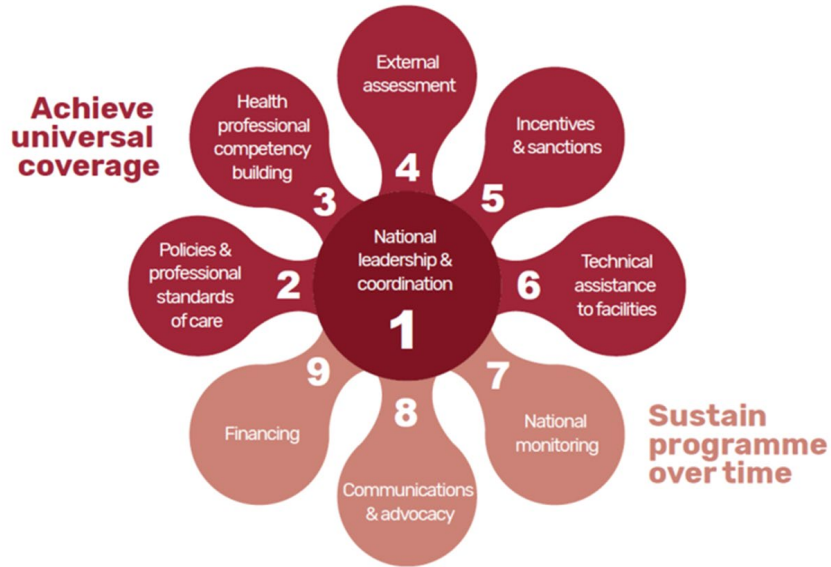 Achieve
universal
coverage
National
leadership &
coordination
1
Policies &
professional
standards
of care
2
Health
professional
competency
building
3
External
assessment
4
Incentives
& sanctions
5
Technical
assistance
to facilities
6
National
monitoring
7
Communications
& advocacy
8
Financing
9
Sustain
programme
over time